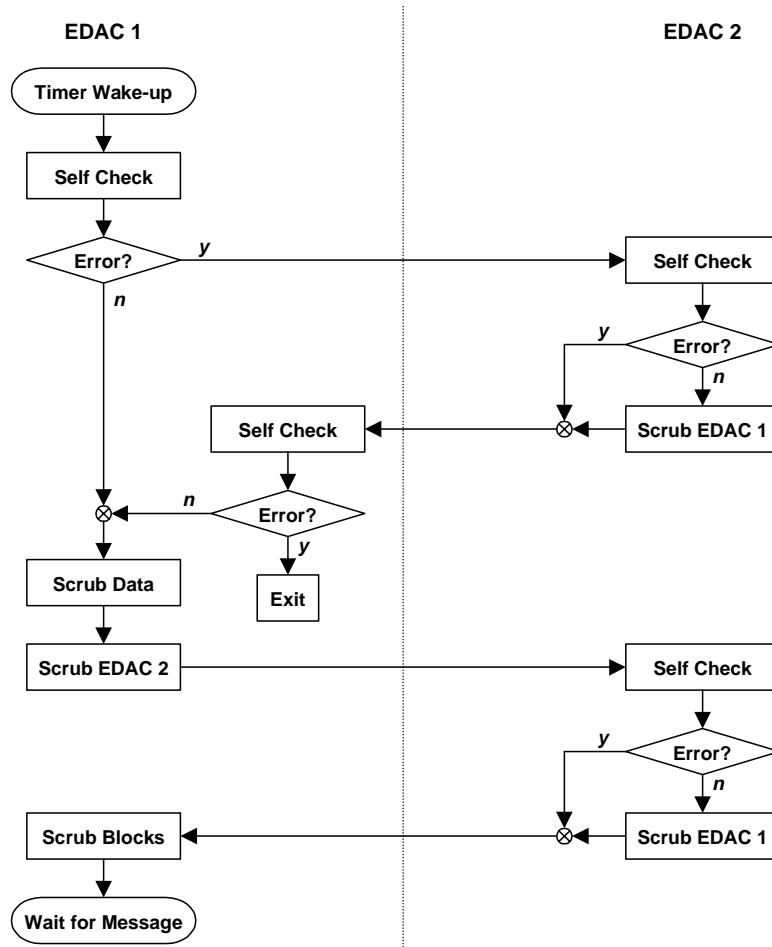 EDAC 1
EDAC 2
Timer Wake-up
Self Check
Error?
y
n
Self Check
Error?
y
n
Scrub EDAC 1
Self Check
Error?
n
y
Exit
Scrub Data
Scrub EDAC 2
Self Check
Error?
y
n
Scrub EDAC 1
Scrub Blocks
Wait for Message